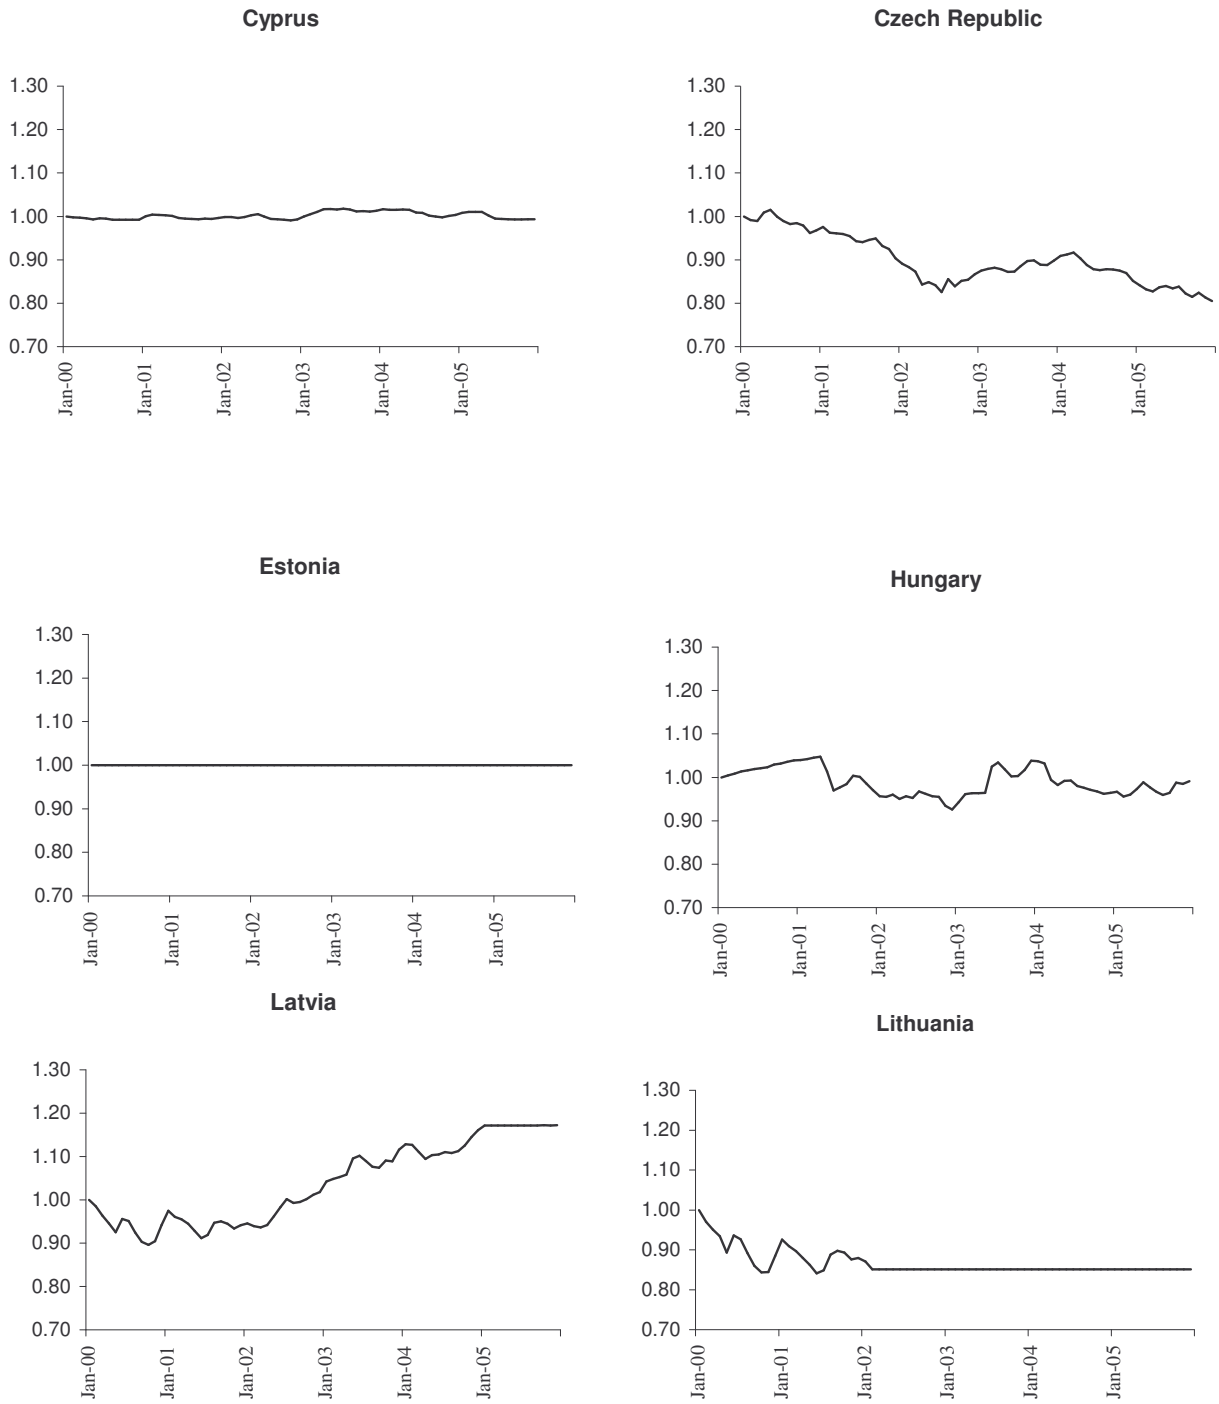 Cyprus
1.30
1.20
1.10
1.00
0.90
0.80
0.70
Jan-00
Jan-01
Jan-02
Jan-03
Jan-04
Jan-05
Czech Republic
1.30
1.20
1.10
1.00
0.90
0.80
0.70
Jan-00
Jan-01
Jan-02
Jan-03
Jan-04
Jan-05
Estonia
1.30
1.20
1.10
1.00
0.90
0.80
0.70
Jan-00
Jan-01
Jan-02
Jan-03
Jan-04
Jan-05
Hungary
1.30
1.20
1.10
1.00
0.90
0.80
0.70
Jan-00
Jan-01
Jan-02
Jan-03
Jan-04
Jan-05
Latvia
1.30
1.20
1.10
1.00
0.90
0.80
0.70
Jan-00
Jan-01
Jan-02
Jan-03
Jan-04
Jan-05
Lithuania
1.30
1.20
1.10
1.00
0.90
0.80
0.70
Jan-00
Jan-01
Jan-02
Jan-03
Jan-04
Jan-05